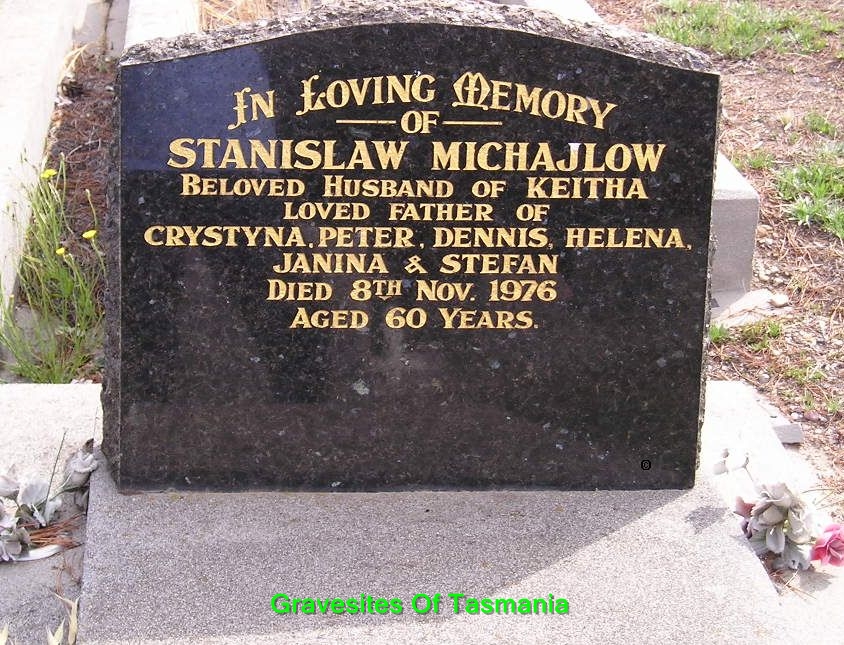 In Loving Memory
OF
STANISLAW MICHAJLOW
BELOVED HUSBAND OF KEITHA
LOVED FATHER OF
CRYSTYNA, PETER, DENNIS, HELENA,
JANINA & STEFAN
DIED 8TH NOV. 1976
AGED 60 YEARS.
Gravesites Of Tasmania